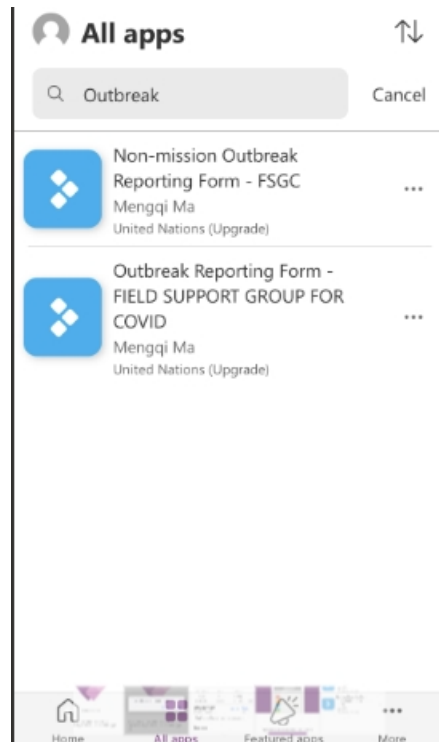 All apps
Outbreak
Cancel
Non-mission Outbreak
Reporting Form - FSGC
Mengqi Ma
United Nations (Upgrade)
Outbreak Reporting Form -
FIELD SUPPORT GROUP FOR
COVID
Mengqi Ma
United Nations (Upgrade)
Home
All apps
Featured apps
More